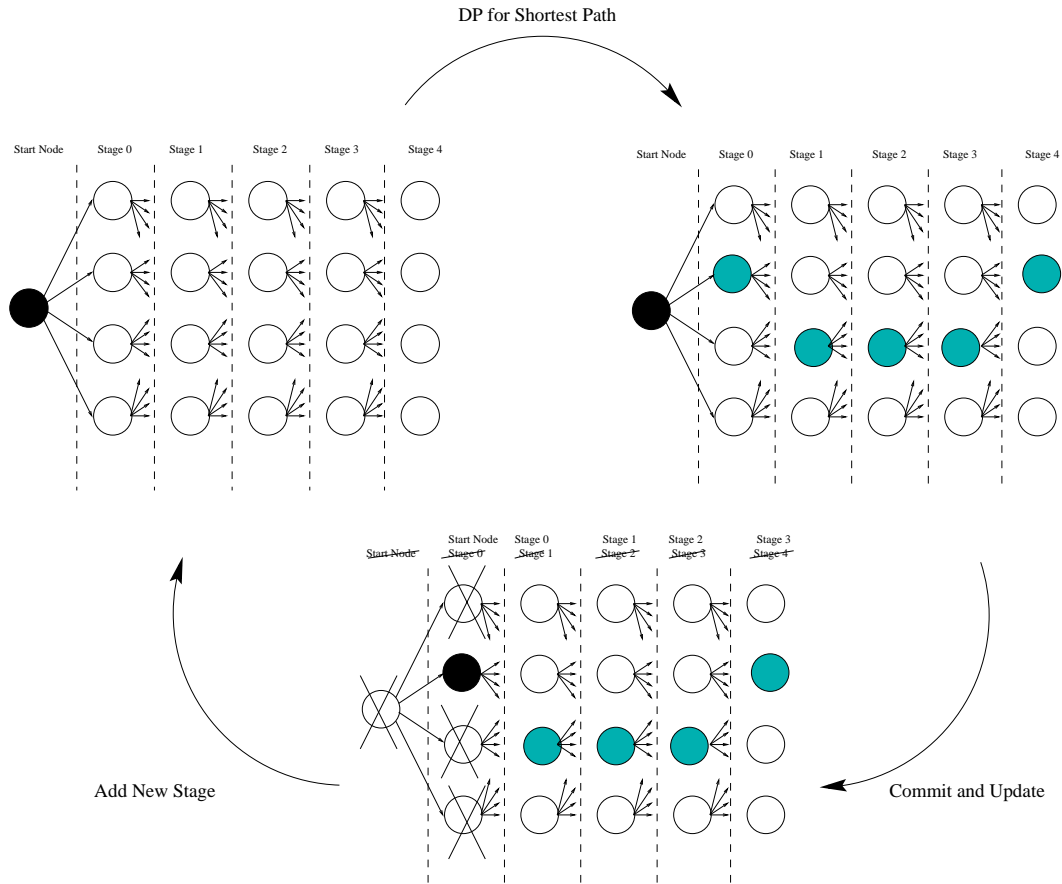 DP for Shortest Path
Start Node Stage 0 Stage 1 Stage 2 Stage 3 Stage 4
Start Node Stage 0 Stage 1 Stage 2 Stage 3 Stage 4
Start Node Stage 0 Stage 1 Stage 2 Stage 3
Start Node Stage 0 Stage 1 Stage 2 Stage 3 Stage 4
Add New Stage
Commit and Update